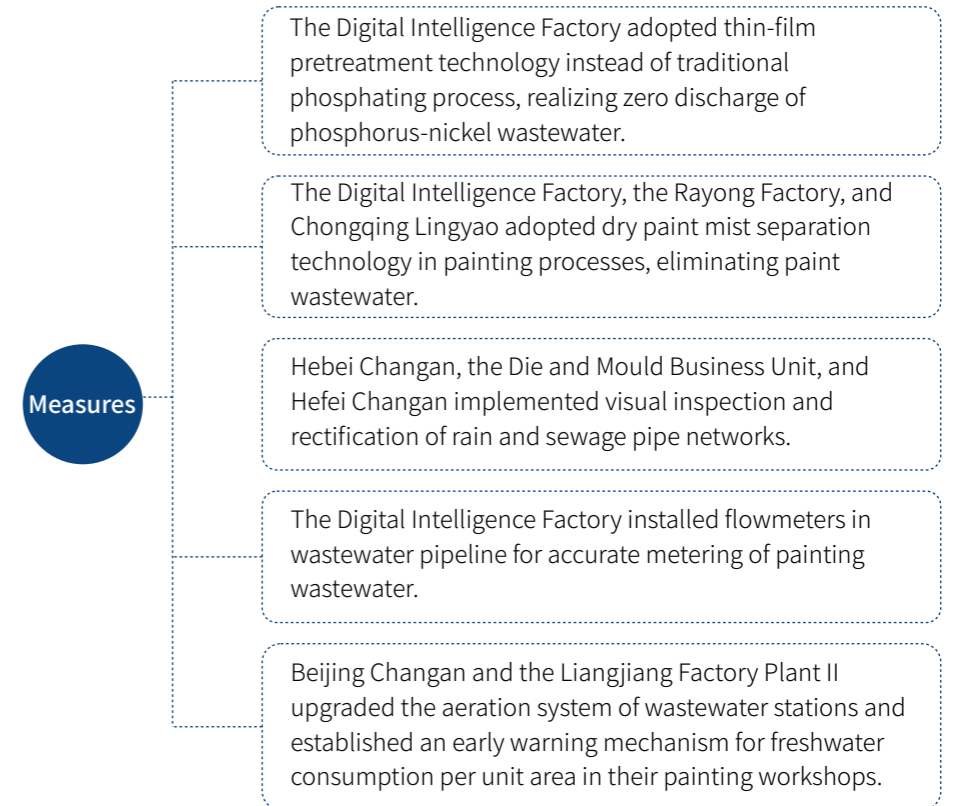 The Digital Intelligence Factory adopted thin-film
pretreatment technology instead of traditional
phosphating process, realizing zero discharge of
phosphorus-nickel wastewater.
The Digital Intelligence Factory, the Rayong Factory, and
Chongqing Lingyao adopted dry paint mist separation
technology in painting processes, eliminating paint
wastewater.
Measures
Hebei Changan, the Die and Mould Business Unit, and
Hefei Changan implemented visual inspection and
rectification of rain and sewage pipe networks.
The Digital Intelligence Factory installed flowmeters in
wastewater pipeline for accurate metering of painting
wastewater.
Beijing Changan and the Liangjiang Factory Plant II
upgraded the aeration system of wastewater stations and
established an early warning mechanism for freshwater
consumption per unit area in their painting workshops.